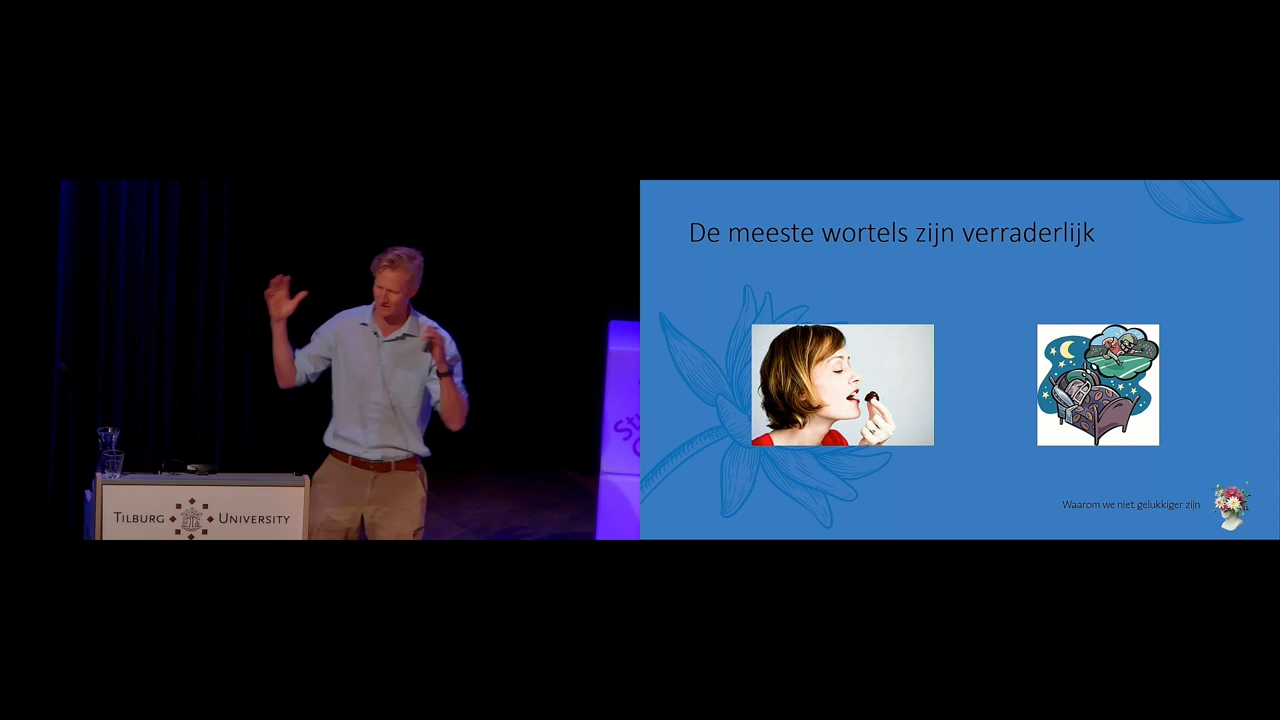 De meeste wortels zijn verraderlijk
TILBURG UNIVERSITY
Waarom we niet gelukkiger zijn